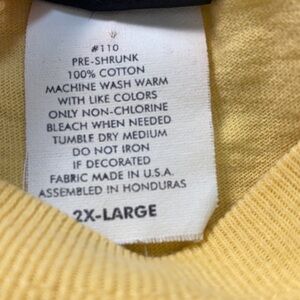 #110
PRE-SHRUNK
100% COTTON
MACHINE WASH WARM
WITH LIKE COLORS
ONLY NON-CHLORINE
BLEACH WHEN NEEDED
TUMBLE DRY MEDIUM
DO NOT IRON
IF DECORATED
FABRIC MADE IN U.S.A.
ASSEMBLED IN HONDURAS
2X-LARGE